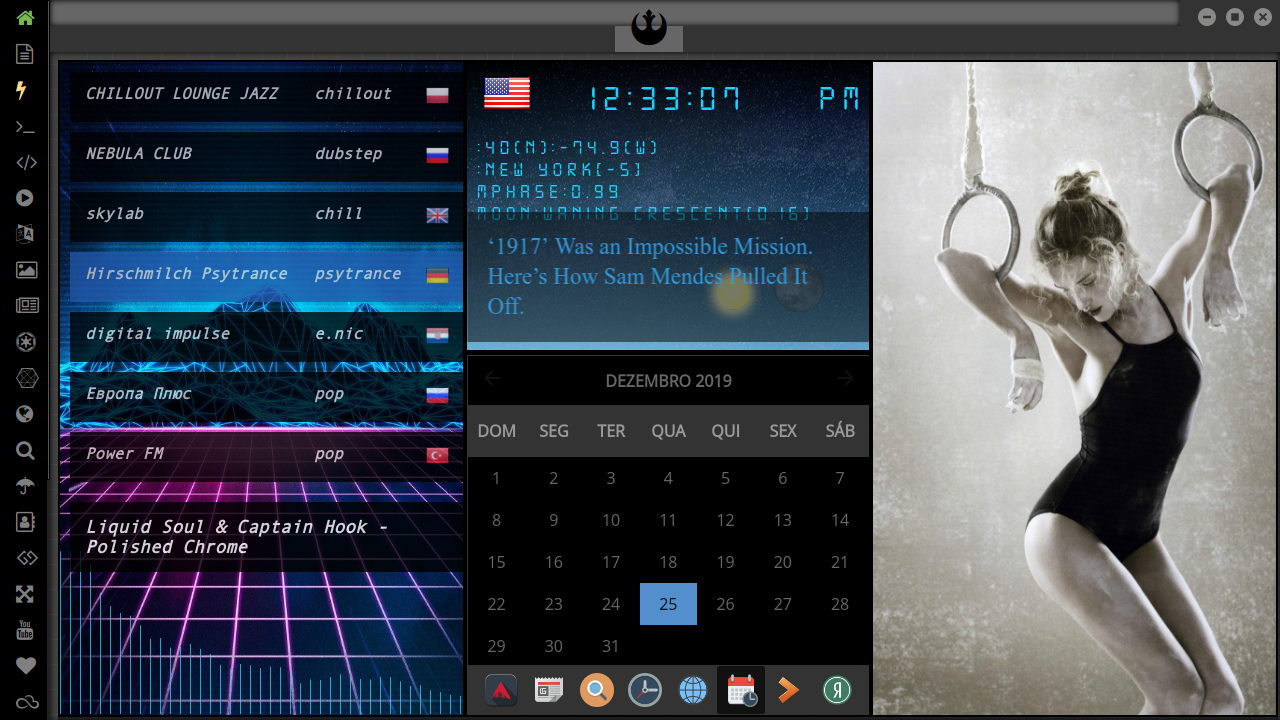 CHILLOUT LOUNGE JAZZ chillout
NEBULA CLUB dubstep
skylab chill
Hirschmilch Psytrance psytrance
digital impulse e.nic
Европа Плюс pop
Power FM pop
Liquid Soul & Captain Hook -
Polished Chrome
12:33:07 PM
:40(N):-74.9(W)
:NEW YORK(-5)
MPHASE:0.99
MOON:WANING CRESCENT(0.16)
‘1917’ Was an Impossible Mission.
Here’s How Sam Mendes Pulled It
Off.
DEZEMBRO 2019
DOM SEG TER QUA QUI SEX SÁB
1 2 3 4 5 6 7
8 9 10 11 12 13 14
15 16 17 18 19 20 21
22 23 24 25 26 27 28
29 30 31
You
Tube
Я